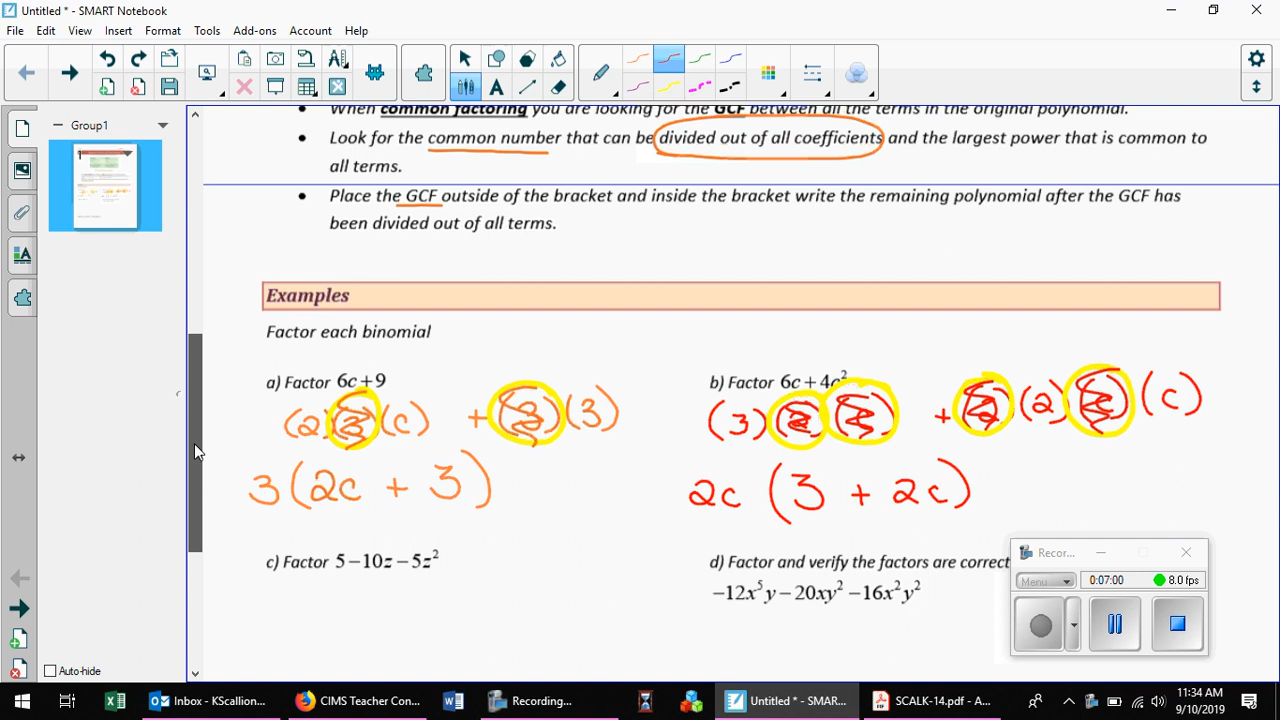 Untitled * - SMART Notebook
File Edit View Insert Format Tools Add-ons Account Help
Group1
1
• When common factoring you are looking for the GCF between all the terms in the original polynomial.
• Look for the common number that can be divided out of all coefficients and the largest power that is common to
all terms.
• Place the GCF outside of the bracket and inside the bracket write the remaining polynomial after the GCF has
been divided out of all terms.
Examples
Factor each binomial
a) Factor 6c+9
b) Factor 6c+4c²
(2)(3)(c) + (3)(3)
(3)(2)(c) + (2)(2)(c)(c)
3(2c + 3)
2c (3 + 2c)
c) Factor 5−10z−5z²
d) Factor and verify the factors are correct
−12x⁵y−20xy²−16x²y²
Recor...
Menu 0:07:00 8.0 fps
Auto-hide
Inbox - KScallion... CIMS Teacher Con... Recording... Untitled * - SMAR... SCALK-14.pdf - A...
11:34 AM
9/10/2019